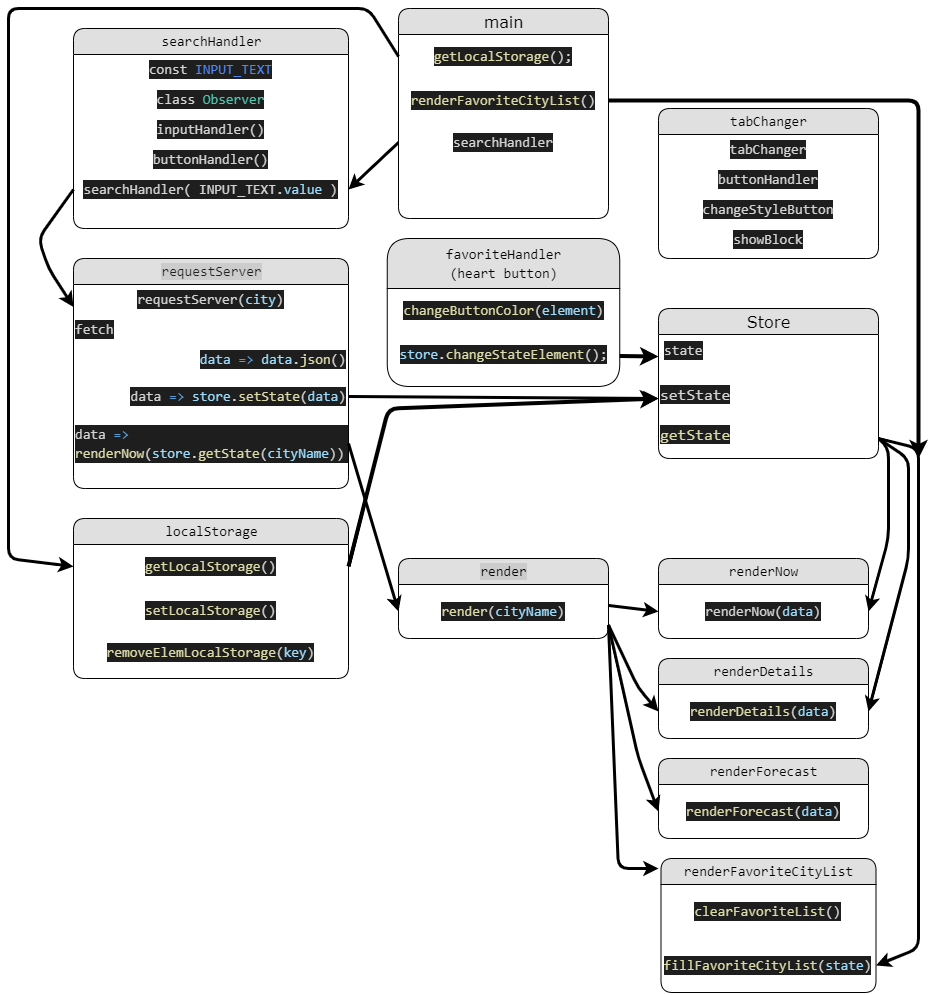 main
getLocalStorage();
renderFavoriteCityList()
searchHandler
searchHandler
const INPUT_TEXT
class Observer
inputHandler()
buttonHandler()
searchHandler( INPUT_TEXT.value )
tabChanger
tabChanger
buttonHandler
changeStyleButton
showBlock
requestServer
requestServer(city)
fetch
data => data.json()
data => store.setState(data)
data =>
renderNow(store.getState(cityName))
favoriteHandler
(heart button)
changeButtonColor(element)
store.changeStateElement();
Store
state
setState
getState
localStorage
getLocalStorage()
setLocalStorage()
removeElemLocalStorage(key)
render
render(cityName)
renderNow
renderNow(data)
renderDetails
renderDetails(data)
renderForecast
renderForecast(data)
renderFavoriteCityList
clearFavoriteList()
fillFavoriteCityList(state)